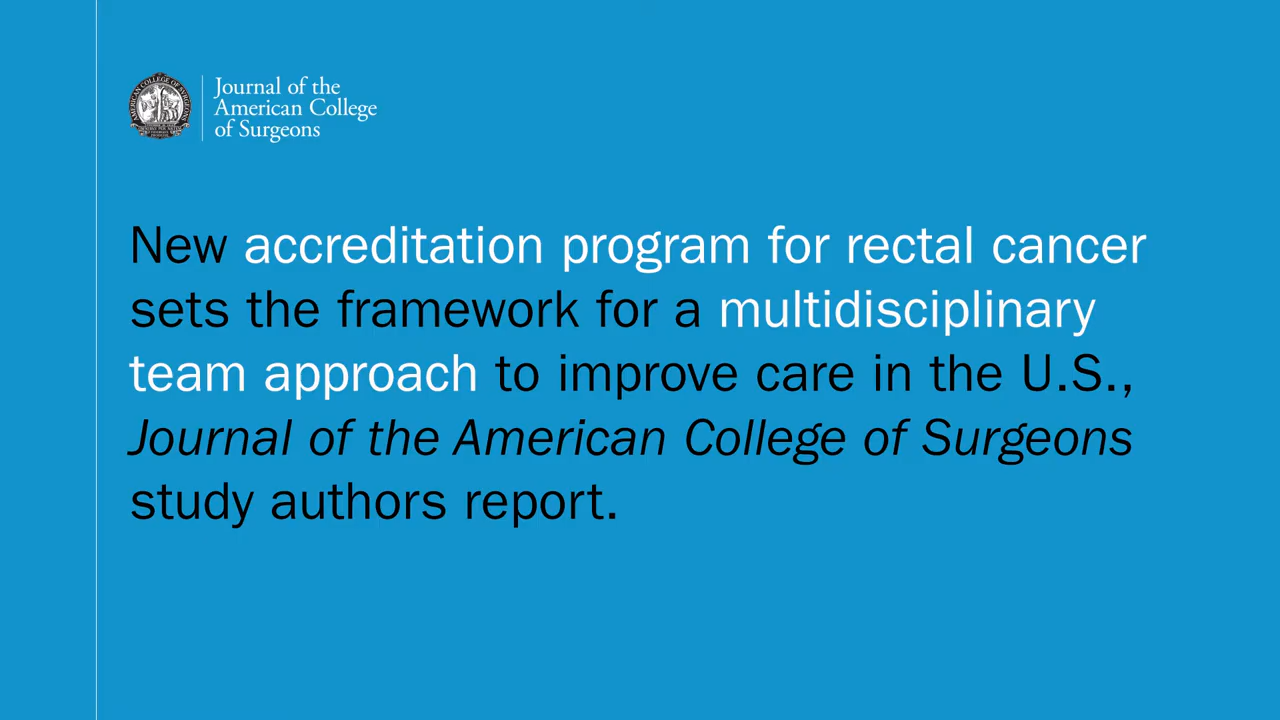 Journal of the
American College
of Surgeons
New accreditation program for rectal cancer
sets the framework for a multidisciplinary
team approach to improve care in the U.S.,
Journal of the American College of Surgeons
study authors report.